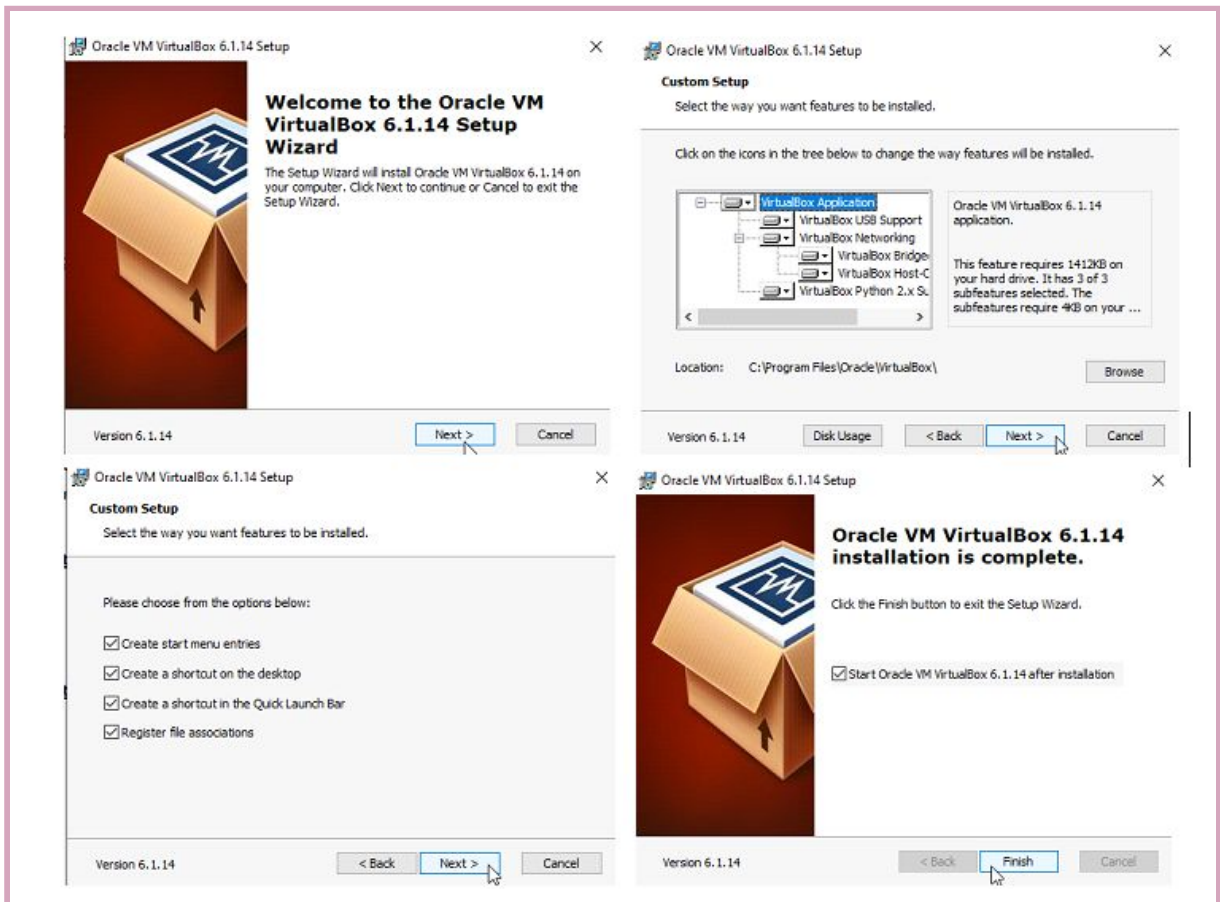 Oracle VM VirtualBox 6.1.14 Setup
Welcome to the Oracle VM
VirtualBox 6.1.14 Setup
Wizard
The Setup Wizard will install Oracle VM VirtualBox 6.1.14 on
your computer. Click Next to continue or Cancel to exit the
Setup Wizard.
Version 6.1.14
Next >
Cancel
Oracle VM VirtualBox 6.1.14 Setup
Custom Setup
Select the way you want features to be installed.
Click on the icons in the tree below to change the way features will be installed.
VirtualBox Application
VirtualBox USB Support
VirtualBox Networking
VirtualBox Bridge
VirtualBox Host-C
VirtualBox Python 2.x Su
Oracle VM VirtualBox 6.1.14
application.
This feature requires 1412KB on
your hard drive. It has 3 of 3
subfeatures selected. The
subfeatures require 4KB on your ...
Location: C:\Program Files\Oracle\VirtualBox\
Browse
Version 6.1.14
Disk Usage
< Back
Next >
Cancel
Oracle VM VirtualBox 6.1.14 Setup
Custom Setup
Select the way you want features to be installed.
Please choose from the options below:
Create start menu entries
Create a shortcut on the desktop
Create a shortcut in the Quick Launch Bar
Register file associations
Version 6.1.14
< Back
Next >
Cancel
Oracle VM VirtualBox 6.1.14 Setup
Oracle VM VirtualBox 6.1.14
installation is complete.
Click the Finish button to exit the Setup Wizard.
Start Oracle VM VirtualBox 6.1.14 after installation
Version 6.1.14
< Back
Finish
Cancel